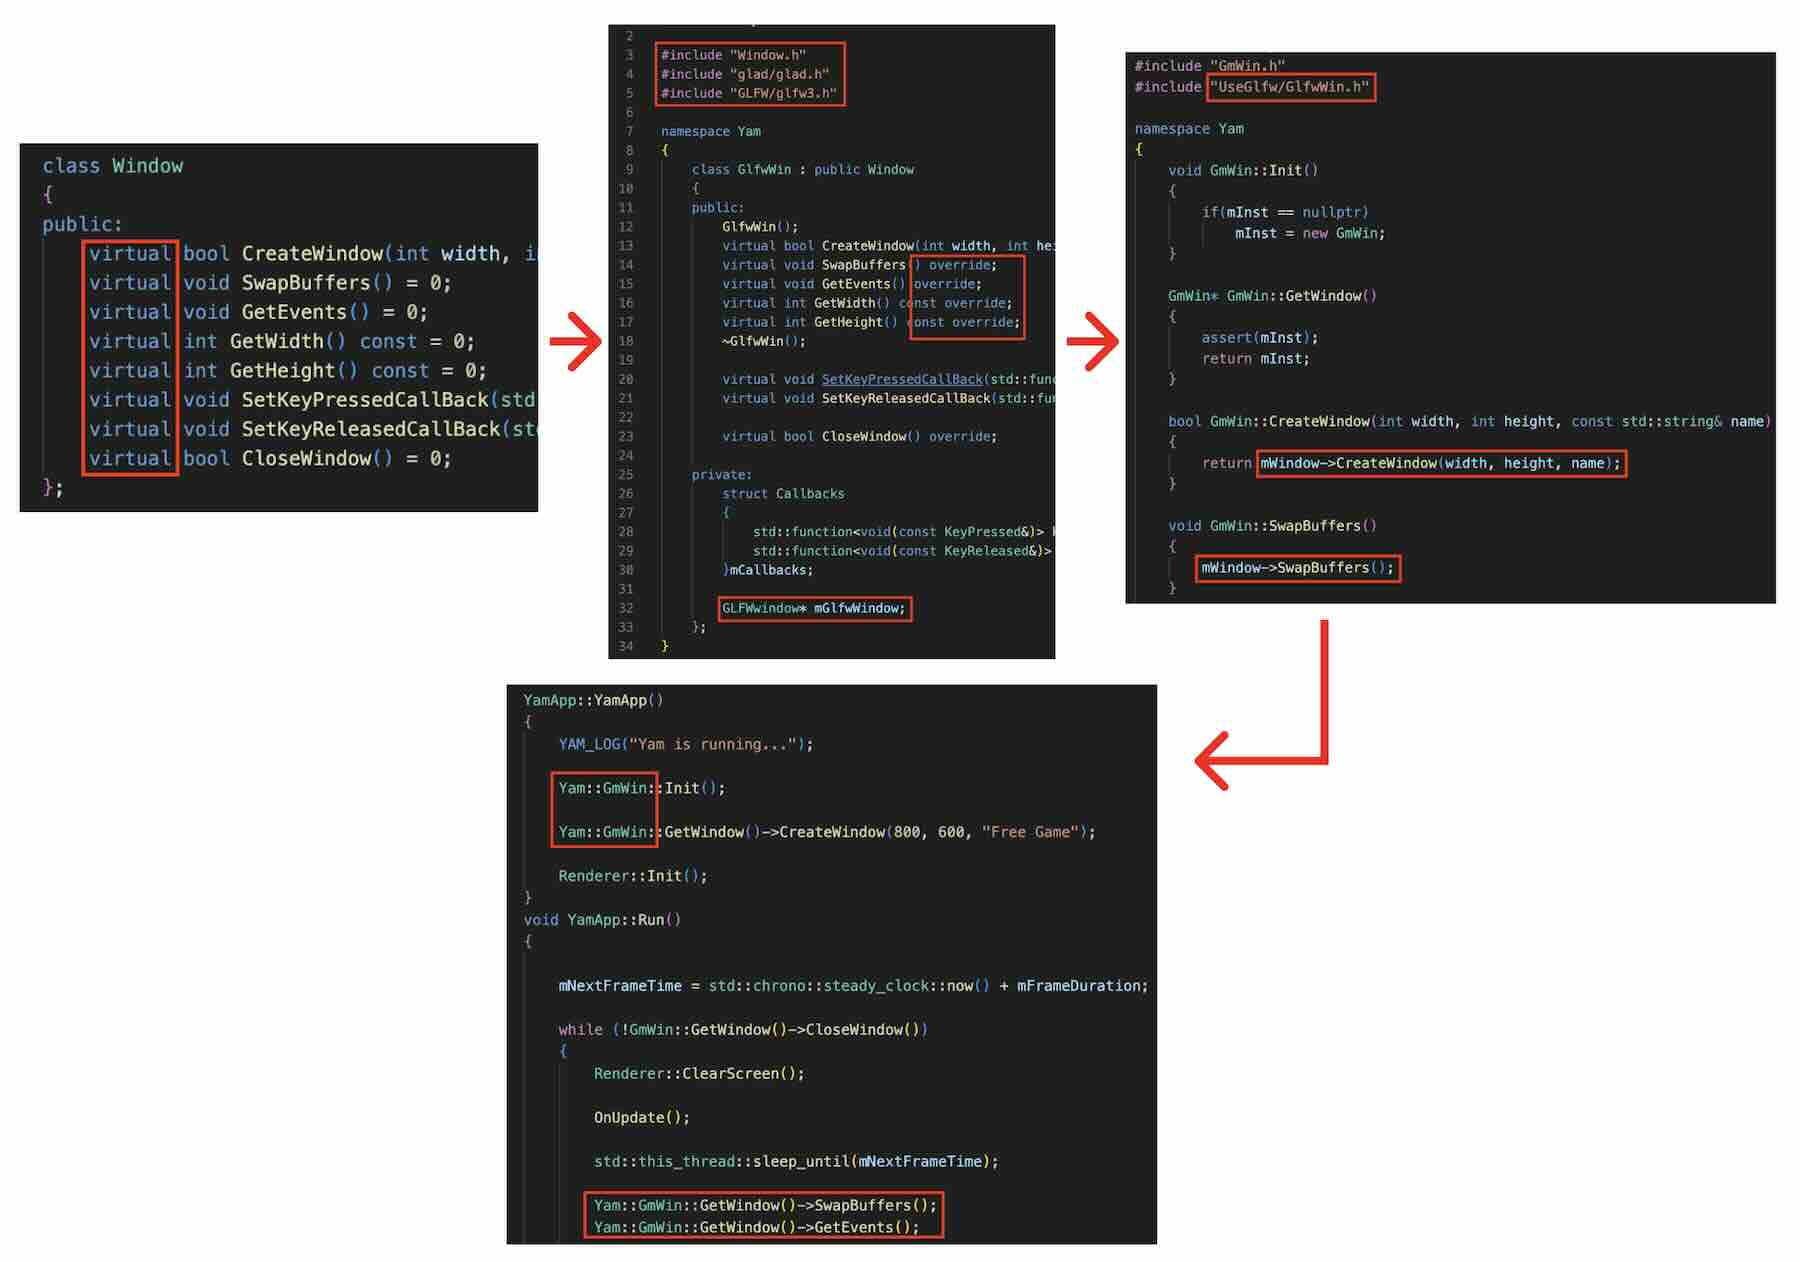 class Window
{
public:
virtual bool CreateWindow(int width, i
virtual void SwapBuffers() = 0;
virtual void GetEvents() = 0;
virtual int GetWidth() const = 0;
virtual int GetHeight() const = 0;
virtual void SetKeyPressedCallBack(std
virtual void SetKeyReleasedCallBack(st
virtual bool CloseWindow() = 0;
};
2
3 #include "Window.h"
4 #include "glad/glad.h"
5 #include "GLFW/glfw3.h"
6
7 namespace Yam
8 {
9 class GlfwWin : public Window
10 {
11 public:
12 GlfwWin();
13 virtual bool CreateWindow(int width, int hei
14 virtual void SwapBuffers() override;
15 virtual void GetEvents() override;
16 virtual int GetWidth() const override;
17 virtual int GetHeight() const override;
18 ~GlfwWin();
19
20 virtual void SetKeyPressedCallBack(std::func
21 virtual void SetKeyReleasedCallBack(std::fu
22
23 virtual bool CloseWindow() override;
24
25 private:
26 struct Callbacks
27 {
28 std::function<void(const KeyPressed&)>
29 std::function<void(const KeyReleased&)>
30 }mCallbacks;
31
32 GLFWwindow* mGlfwWindow;
33 };
34 }
#include "GmWin.h"
#include "UseGlfw/GlfwWin.h"
namespace Yam
{
void GmWin::Init()
{
if(mInst == nullptr)
mInst = new GmWin;
}
GmWin* GmWin::GetWindow()
{
assert(mInst);
return mInst;
}
bool GmWin::CreateWindow(int width, int height, const std::string& name)
{
return mWindow->CreateWindow(width, height, name);
}
void GmWin::SwapBuffers()
{
mWindow->SwapBuffers();
}
YamApp::YamApp()
{
YAM_LOG("Yam is running...");
Yam::GmWin::Init();
Yam::GmWin::GetWindow()->CreateWindow(800, 600, "Free Game");
Renderer::Init();
}
void YamApp::Run()
{
mNextFrameTime = std::chrono::steady_clock::now() + mFrameDuration;
while (!GmWin::GetWindow()->CloseWindow())
{
Renderer::ClearScreen();
OnUpdate();
std::this_thread::sleep_until(mNextFrameTime);
Yam::GmWin::GetWindow()->SwapBuffers();
Yam::GmWin::GetWindow()->GetEvents();